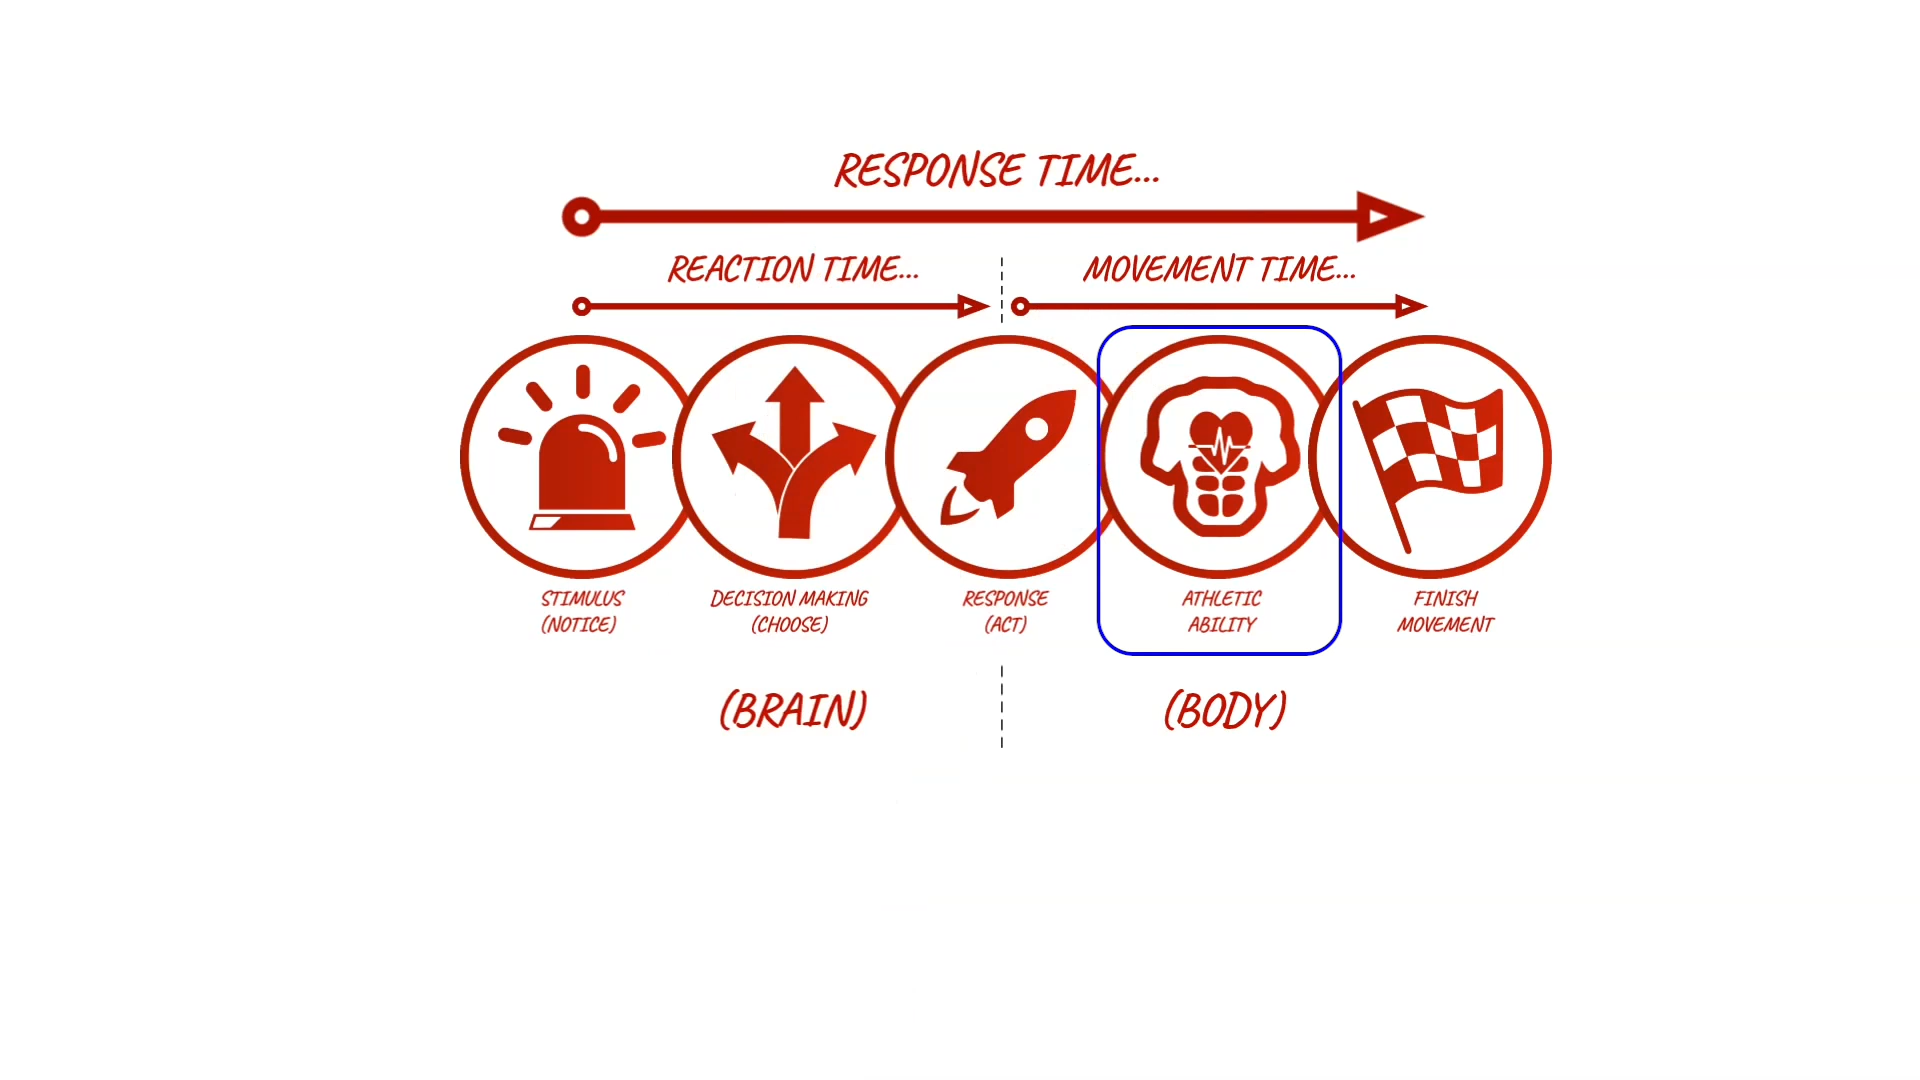 RESPONSE TIME...
REACTION TIME...
MOVEMENT TIME...
STIMULUS
(NOTICE)
DECISION MAKING
(CHOOSE)
RESPONSE
(ACT)
ATHLETIC
ABILITY
FINISH
MOVEMENT
(BRAIN)
(BODY)